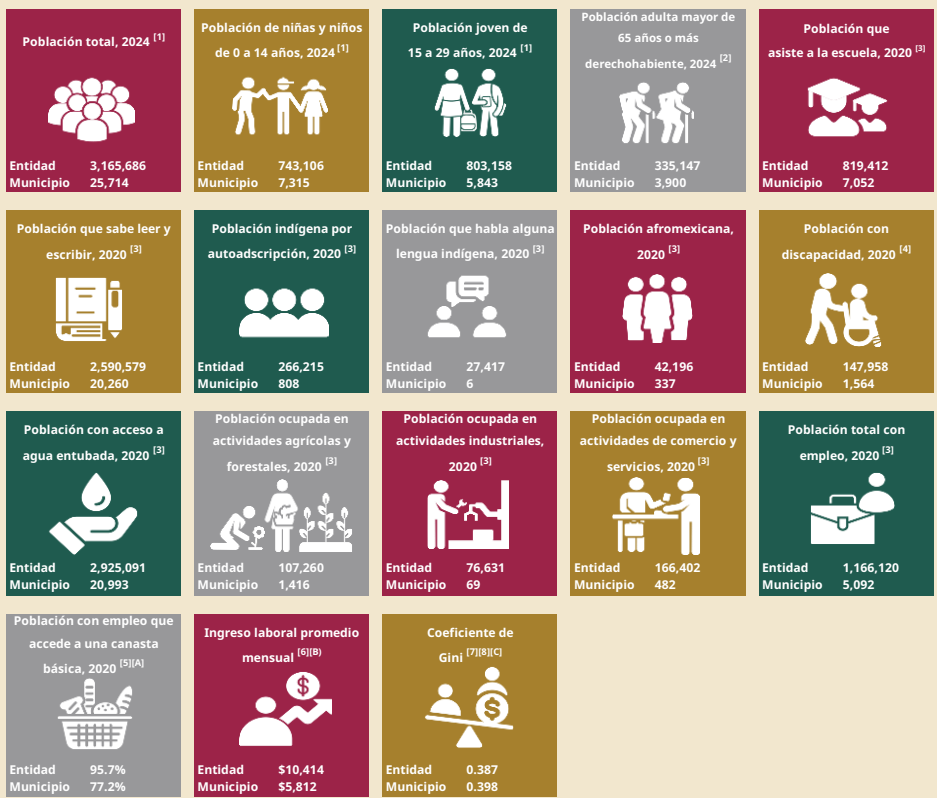 Población total, 2024 [1]
Entidad 3,165,686
Municipio 25,714
Población de niñas y niños
de 0 a 14 años, 2024 [1]
Entidad 743,106
Municipio 7,315
Población joven de
15 a 29 años, 2024 [1]
Entidad 803,158
Municipio 5,843
Población adulta mayor de
65 años o más
derechohabiente, 2024 [2]
Entidad 335,147
Municipio 3,900
Población que
asiste a la escuela, 2020 [3]
Entidad 819,412
Municipio 7,052
Población que sabe leer y
escribir, 2020 [3]
Entidad 2,590,579
Municipio 20,260
Población indígena por
autoadscripción, 2020 [3]
Entidad 266,215
Municipio 808
Población que habla alguna
lengua indígena, 2020 [3]
Entidad 27,417
Municipio 6
Población afromexicana,
2020 [3]
Entidad 42,196
Municipio 337
Población con
discapacidad, 2020 [4]
Entidad 147,958
Municipio 1,564
Población con acceso a
agua entubada, 2020 [3]
Entidad 2,925,091
Municipio 20,993
Población ocupada en
actividades agrícolas y
forestales, 2020 [3]
Entidad 107,260
Municipio 1,416
Población ocupada en
actividades industriales,
2020 [3]
Entidad 76,631
Municipio 69
Población ocupada en
actividades de comercio y
servicios, 2020 [3]
Entidad 166,402
Municipio 482
Población total con
empleo, 2020 [3]
Entidad 1,166,120
Municipio 5,092
Población con empleo que
accede a una canasta
básica, 2020 [5][A]
Entidad 95.7%
Municipio 77.2%
Ingreso laboral promedio
mensual [6][B)
$
Entidad $10,414
Municipio $5,812
Coeficiente de
Gini [7][8][C)
$
Entidad 0.387
Municipio 0.398